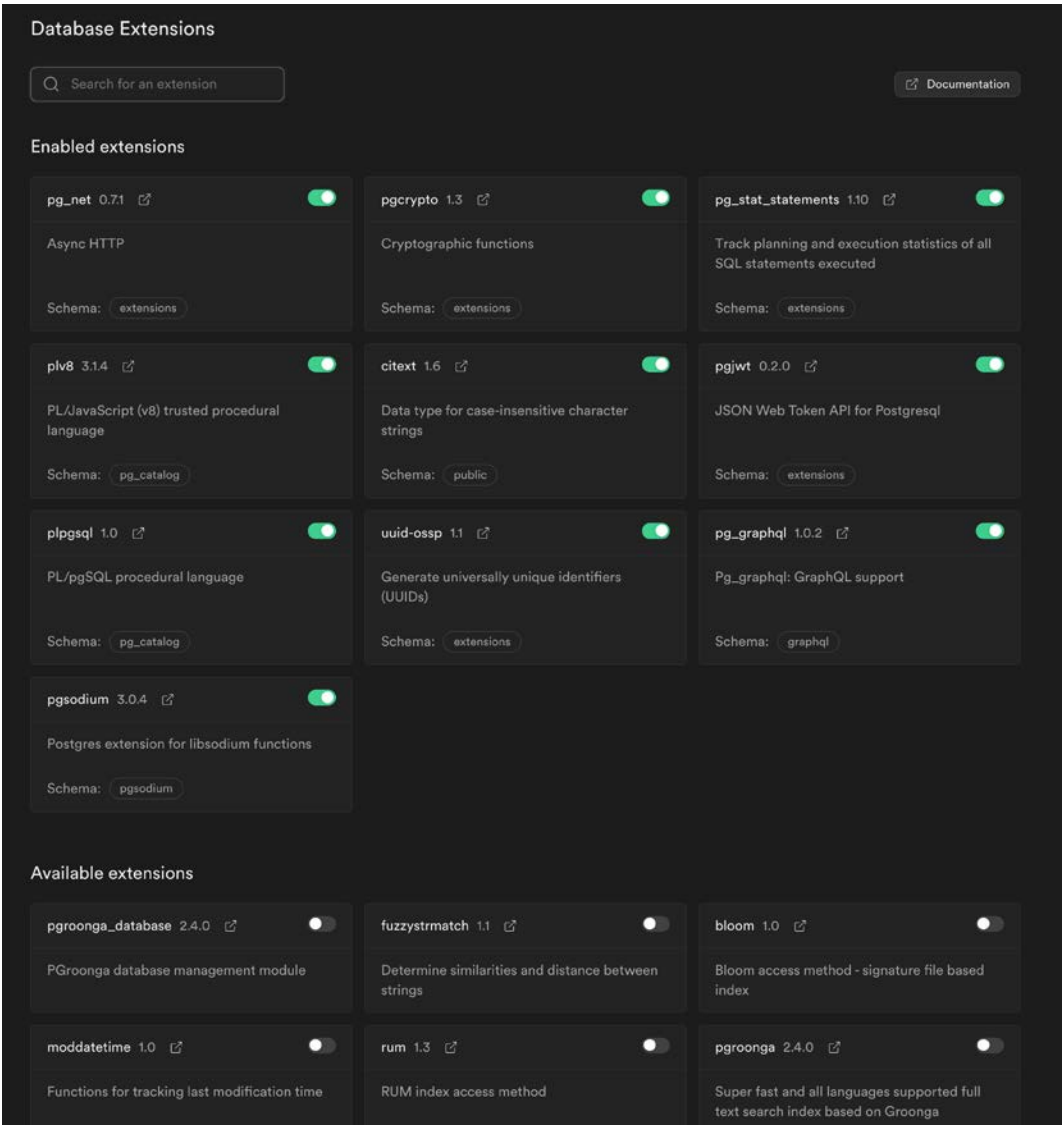 Database Extensions
Search for an extension
Documentation
Enabled extensions
pg_net 0.7.1
Async HTTP
Schema: extensions
pgcrypto 1.3
Cryptographic functions
Schema: extensions
pg_stat_statements 1.10
Track planning and execution statistics of all
SQL statements executed
Schema: extensions
plv8 3.1.4
PL/JavaScript (v8) trusted procedural
language
Schema: pg_catalog
citext 1.6
Data type for case-insensitive character
strings
Schema: public
pgjwt 0.2.0
JSON Web Token API for Postgresql
Schema: extensions
plpgsql 1.0
PL/pgSQL procedural language
Schema: pg_catalog
uuid-ossp 1.1
Generate universally unique identifiers
(UUIDs)
Schema: extensions
pg_graphql 1.0.2
Pg_graphql: GraphQL support
Schema: graphql
pgsodium 3.0.4
Postgres extension for libsodium functions
Schema: pgsodium
Available extensions
pgroonga_database 2.4.0
PGroonga database management module
fuzzystrmatch 1.1
Determine similarities and distance between
strings
bloom 1.0
Bloom access method - signature file based
index
moddatetime 1.0
Functions for tracking last modification time
rum 1.3
RUM index access method
pgroonga 2.4.0
Super fast and all languages supported full
text search index based on Groonga